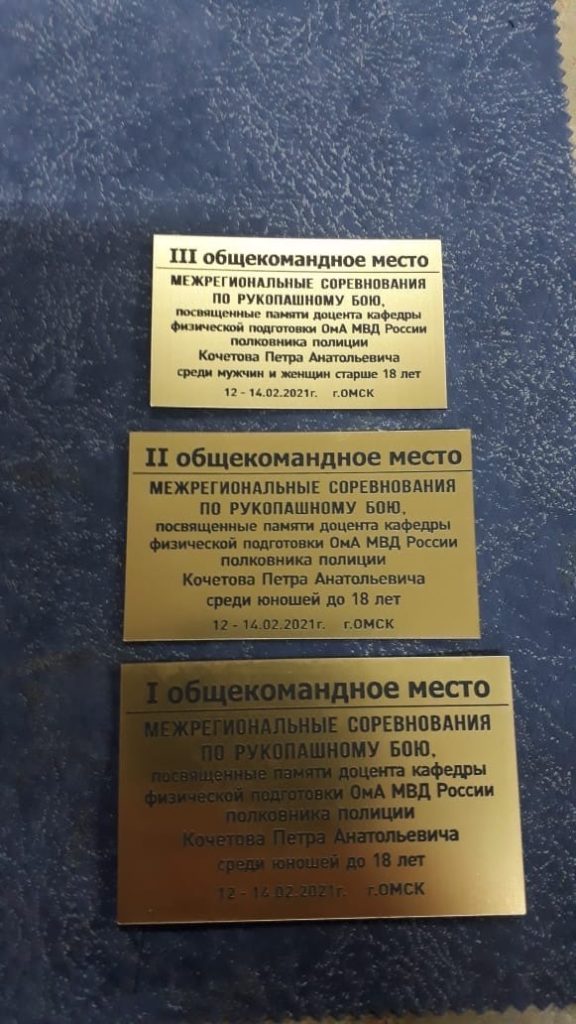 III общекомандное место
МЕЖРЕГИОНАЛЬНЫЕ СОРЕВНОВАНИЯ
ПО РУКОПАШНОМУ БОЮ,
посвященные памяти доцента кафедры
физической подготовки ОмА МВД России
полковника полиции
Кочетова Петра Анатольевича
среди мужчин и женщин старше 18 лет
12 - 14.02.2021г. г.ОМСК
II общекомандное место
МЕЖРЕГИОНАЛЬНЫЕ СОРЕВНОВАНИЯ
ПО РУКОПАШНОМУ БОЮ,
посвященные памяти доцента кафедры
физической подготовки ОмА МВД России
полковника полиции
Кочетова Петра Анатольевича
среди юношей до 18 лет
12 - 14.02.2021г. г.ОМСК
I общекомандное место
МЕЖРЕГИОНАЛЬНЫЕ СОРЕВНОВАНИЯ
ПО РУКОПАШНОМУ БОЮ,
посвященные памяти доцента кафедры
физической подготовки ОмА МВД России
полковника полиции
Кочетова Петра Анатольевича
среди юношей до 18 лет
12 - 14.02.2021г. г.ОМСК